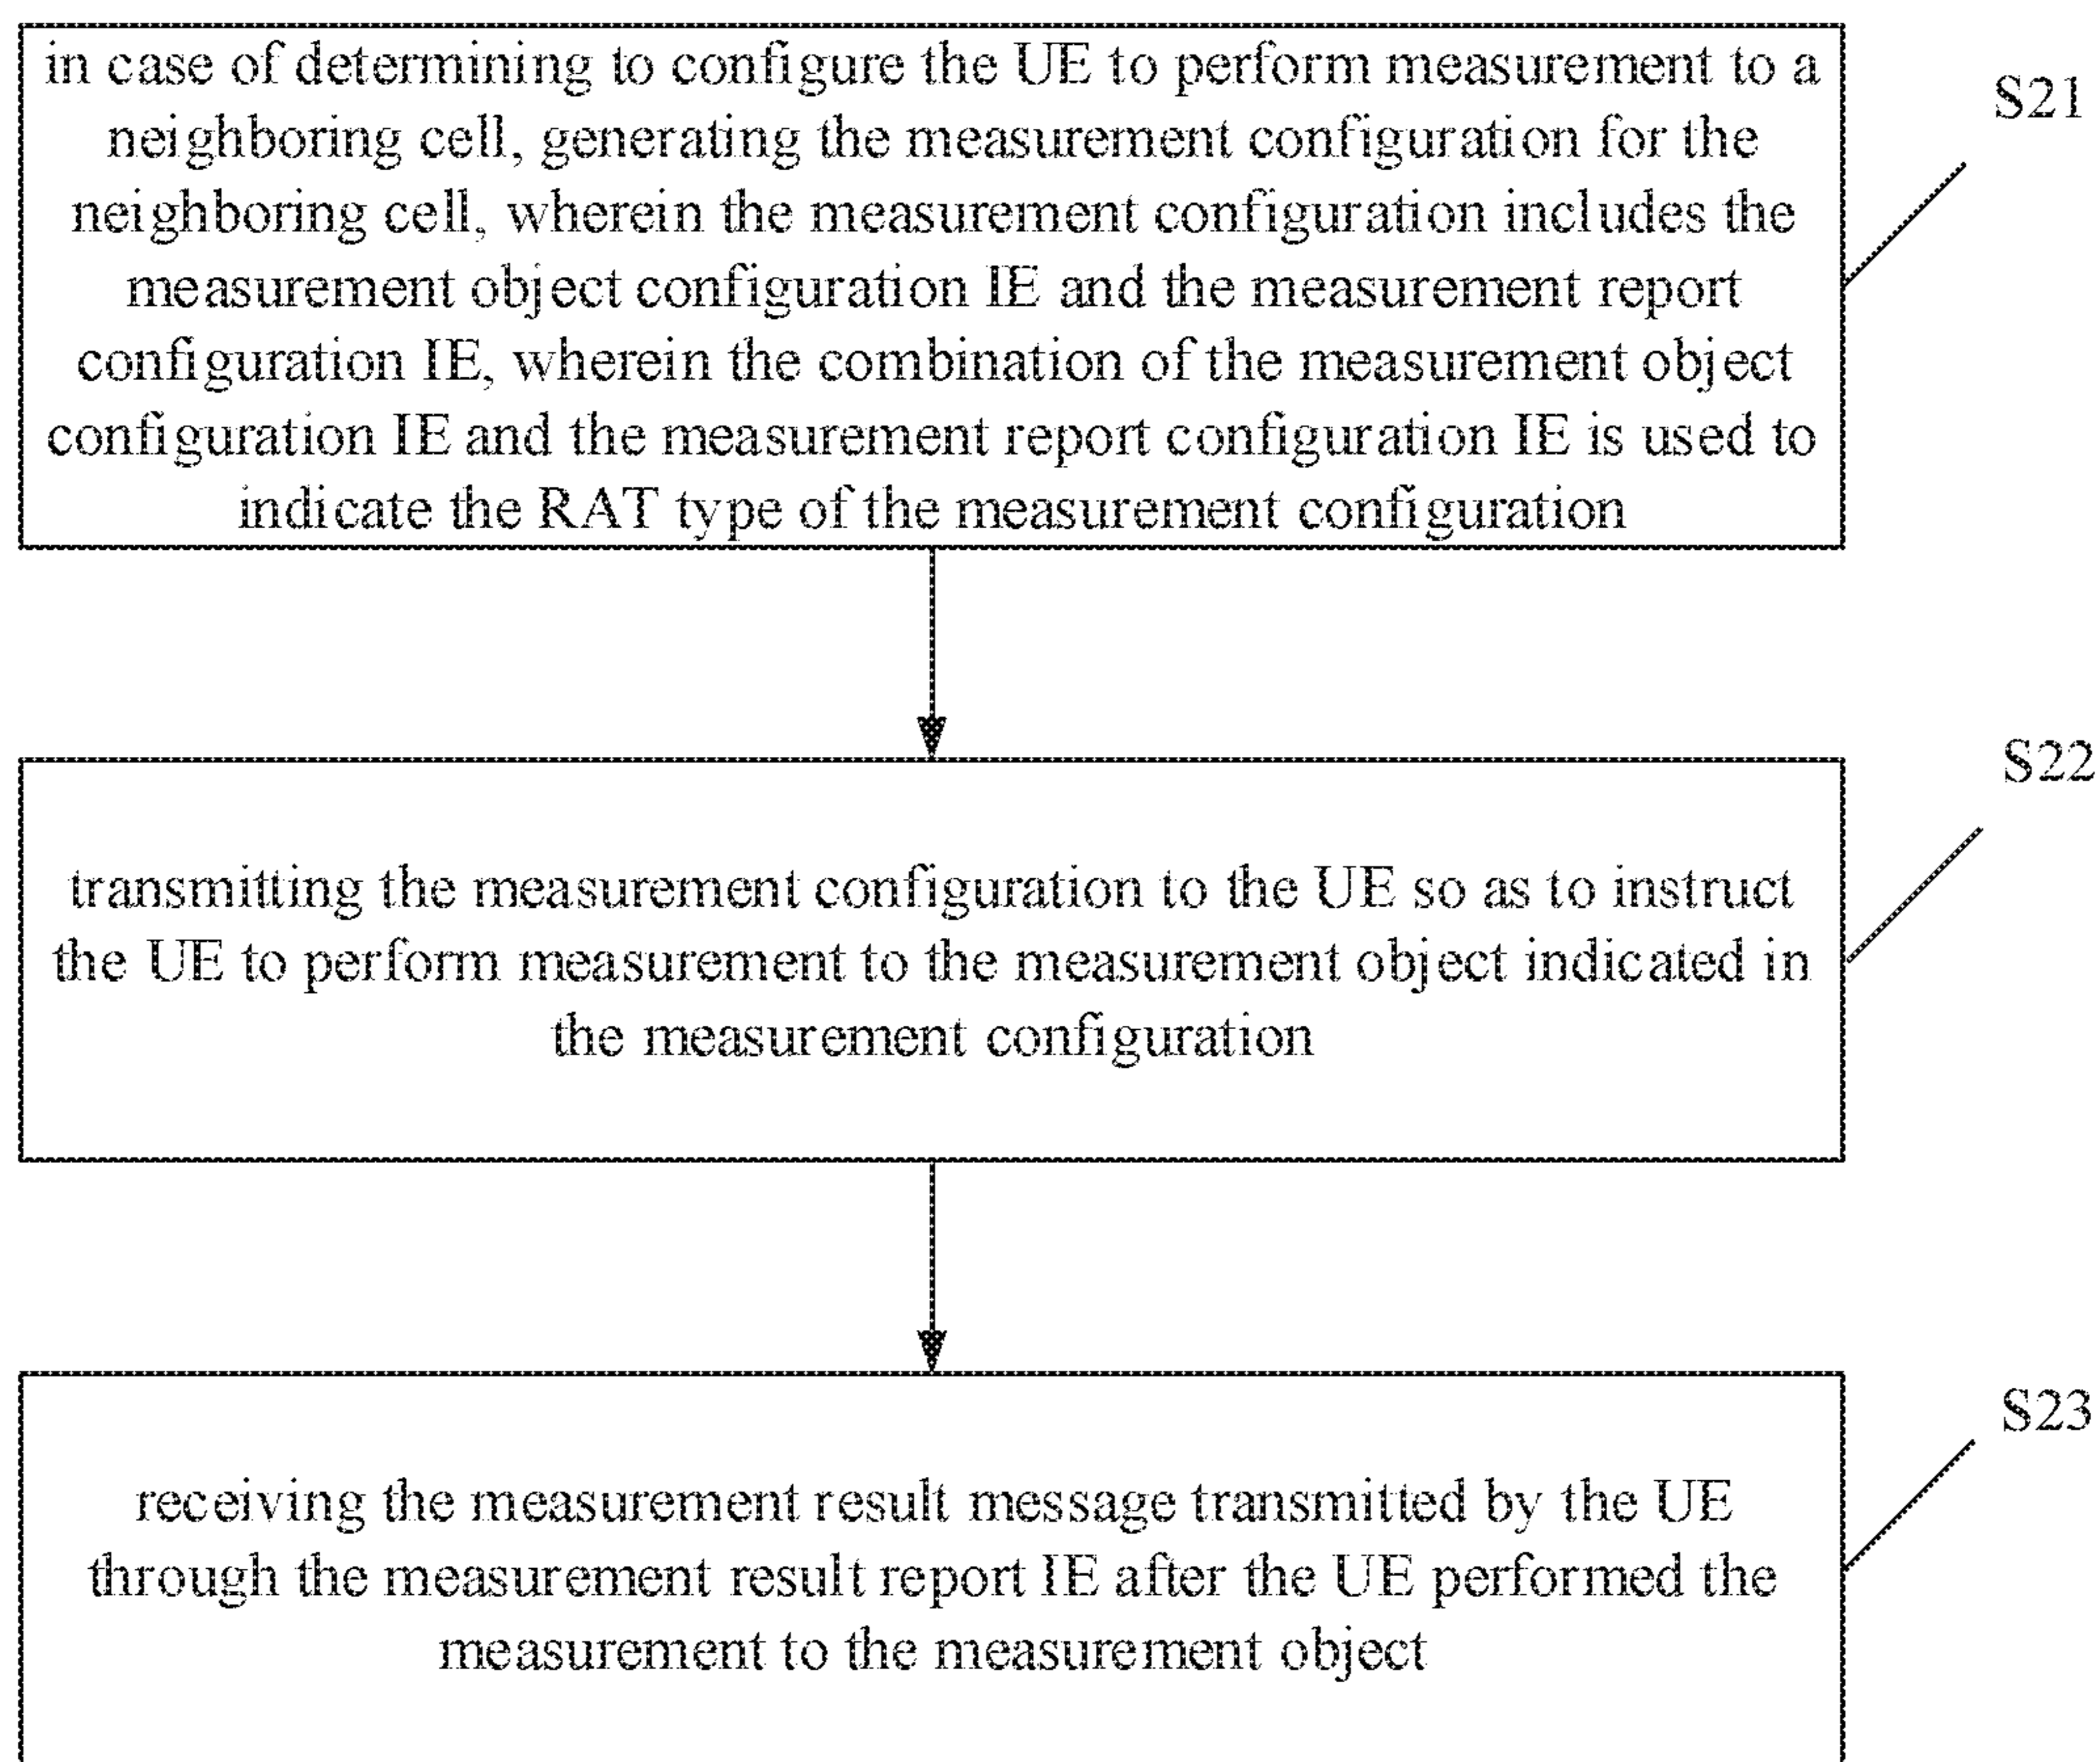 in case of determining to configure the UE to perform measurement to a
neighboring cell, generating the measurement configuration for the
neighboring cell, wherein the measurement configuration includes the
measurement object configuration IE and the measurement report
configuration IE, wherein the combination of the measurement object
configuration IE and the measurement report configuration IE is used to
indicate the RAT type of the measurement configuration
S21
transmitting the measurement configuration to the UE so as to instruct
the UE to perform measurement to the measurement object indicated in
the measurement configuration
S22
receiving the measurement result message transmitted by the UE
through the measurement result report IE after the UE performed the
measurement to the measurement object
S23